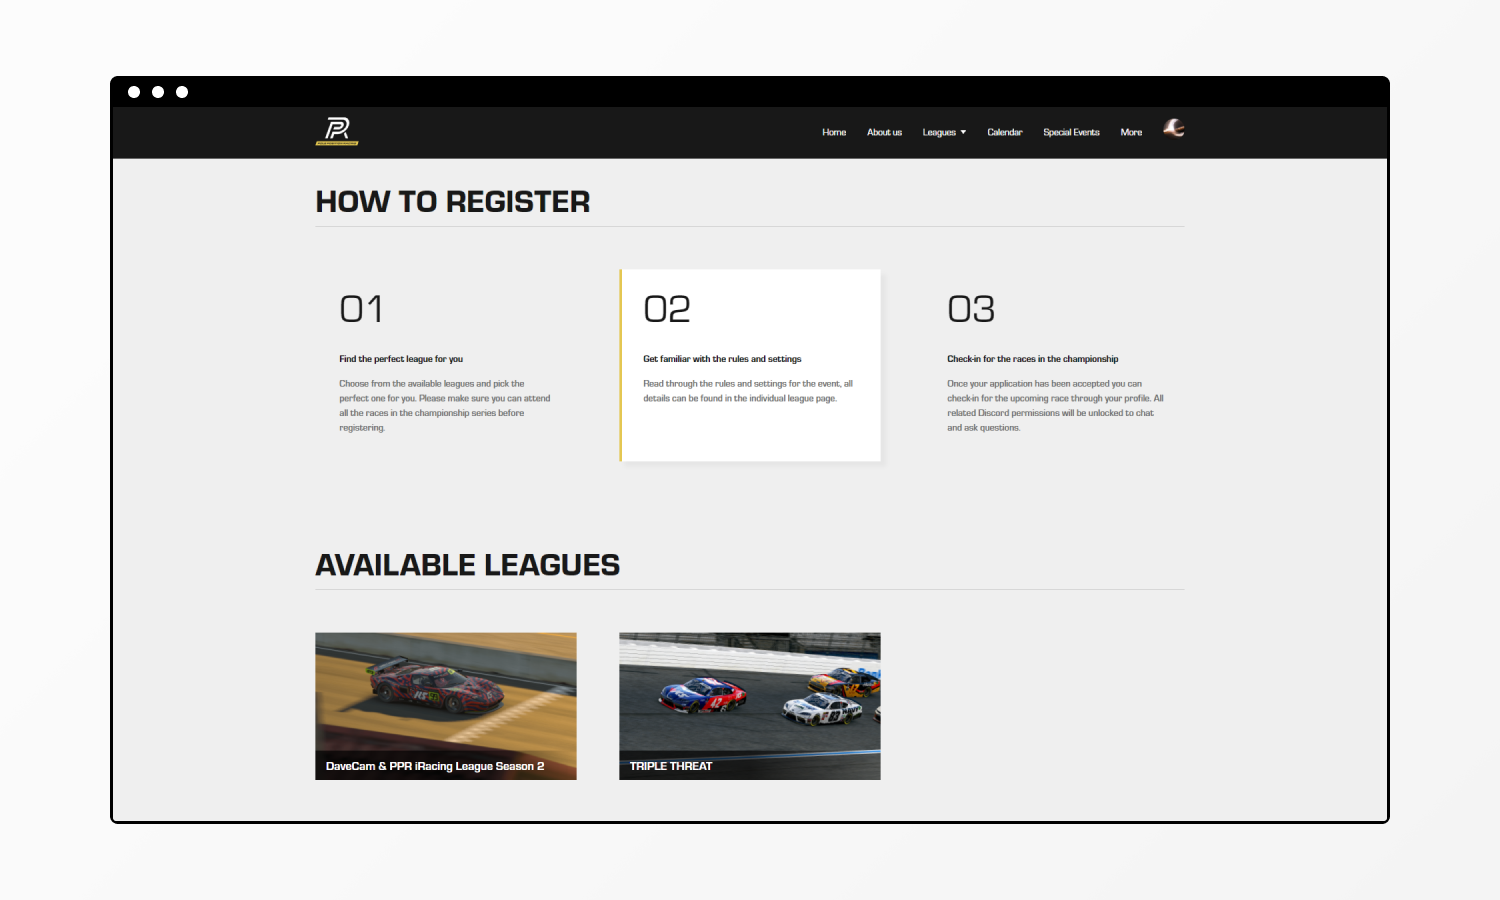 Home About us Leagues Calendar Special Events More
HOW TO REGISTER
01
Find the perfect league for you
Choose from the available leagues and pick the
perfect one for you. Please make sure you can attend
all the races in the championship series before
registering.
02
Get familiar with the rules and settings
Read through the rules and settings for the event, all
details can be found in the individual league page.
03
Check-in for the races in the championship
Once your application has been accepted you can
check-in for the upcoming race through your profile. All
related Discord permissions will be unlocked to chat
and ask questions.
AVAILABLE LEAGUES
DaveCam & PPR iRacing League Season 2
42
TRIPLE THREAT